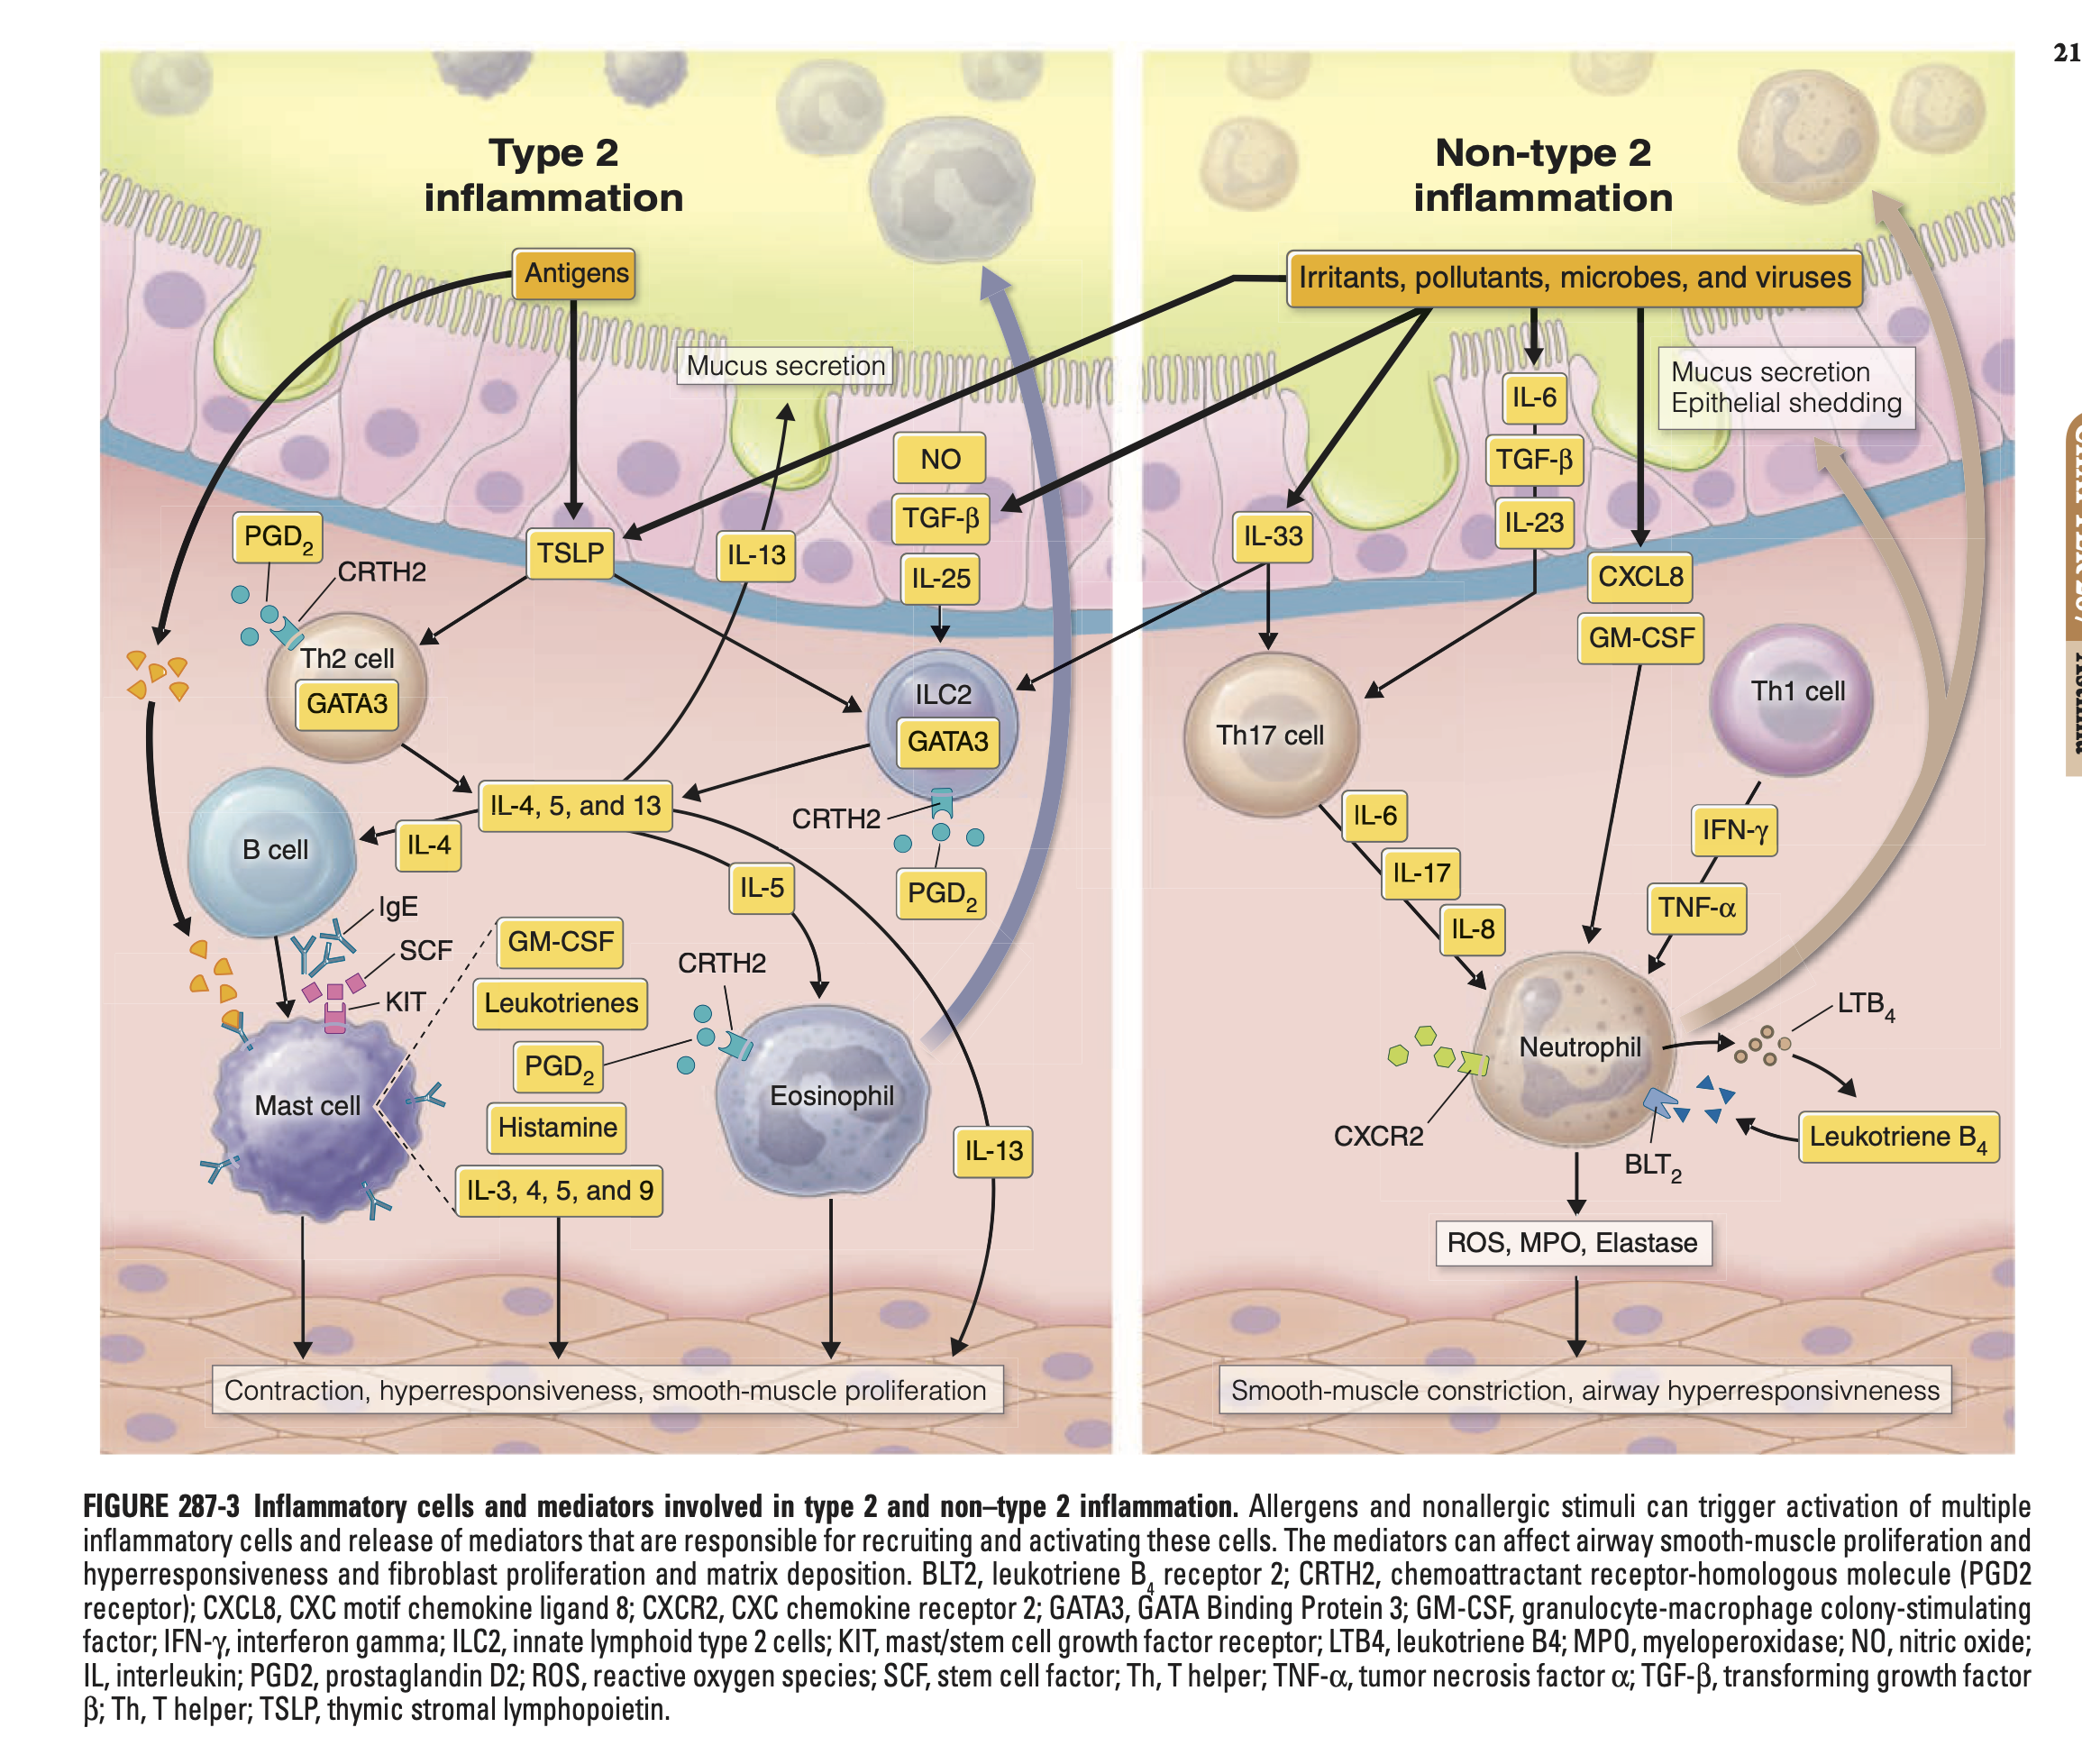 21
Type 2
inflammation
Antigens
Mucus secretion
NO
TGF-β
IL-25
PGD2
CRTH2
TSLP
IL-13
Th2 cell
GATA3
ILC2
GATA3
CRTH2
PGD2
IL-4, 5, and 13
IL-4
B cell
IL-5
IgE
SCF
KIT
GM-CSF
Leukotrienes
PGD2
Histamine
IL-3, 4, 5, and 9
CRTH2
Mast cell
Eosinophil
IL-13
Contraction, hyperresponsiveness, smooth-muscle proliferation
Non-type 2
inflammation
Irritants, pollutants, microbes, and viruses
Mucus secretion
Epithelial shedding
IL-6
TGF-β
IL-23
IL-33
CXCL8
GM-CSF
Th1 cell
Th17 cell
IL-6
IL-17
IL-8
IFN-γ
TNF-α
Neutrophil
LTB4
CXCR2
BLT2
Leukotriene B4
ROS, MPO, Elastase
Smooth-muscle constriction, airway hyperresponsivneness
FIGURE 287-3 Inflammatory cells and mediators involved in type 2 and non–type 2 inflammation. Allergens and nonallergic stimuli can trigger activation of multiple
inflammatory cells and release of mediators that are responsible for recruiting and activating these cells. The mediators can affect airway smooth-muscle proliferation and
hyperresponsiveness and fibroblast proliferation and matrix deposition. BLT2, leukotriene B4 receptor 2; CRTH2, chemoattractant receptor-homologous molecule (PGD2
receptor); CXCL8, CXC motif chemokine ligand 8; CXCR2, CXC chemokine receptor 2; GATA3, GATA Binding Protein 3; GM-CSF, granulocyte-macrophage colony-stimulating
factor; IFN-γ, interferon gamma; ILC2, innate lymphoid type 2 cells; KIT, mast/stem cell growth factor receptor; LTB4, leukotriene B4; MPO, myeloperoxidase; NO, nitric oxide;
IL, interleukin; PGD2, prostaglandin D2; ROS, reactive oxygen species; SCF, stem cell factor; Th, T helper; TNF-α, tumor necrosis factor α; TGF-β, transforming growth factor
β; Th, T helper; TSLP, thymic stromal lymphopoietin.